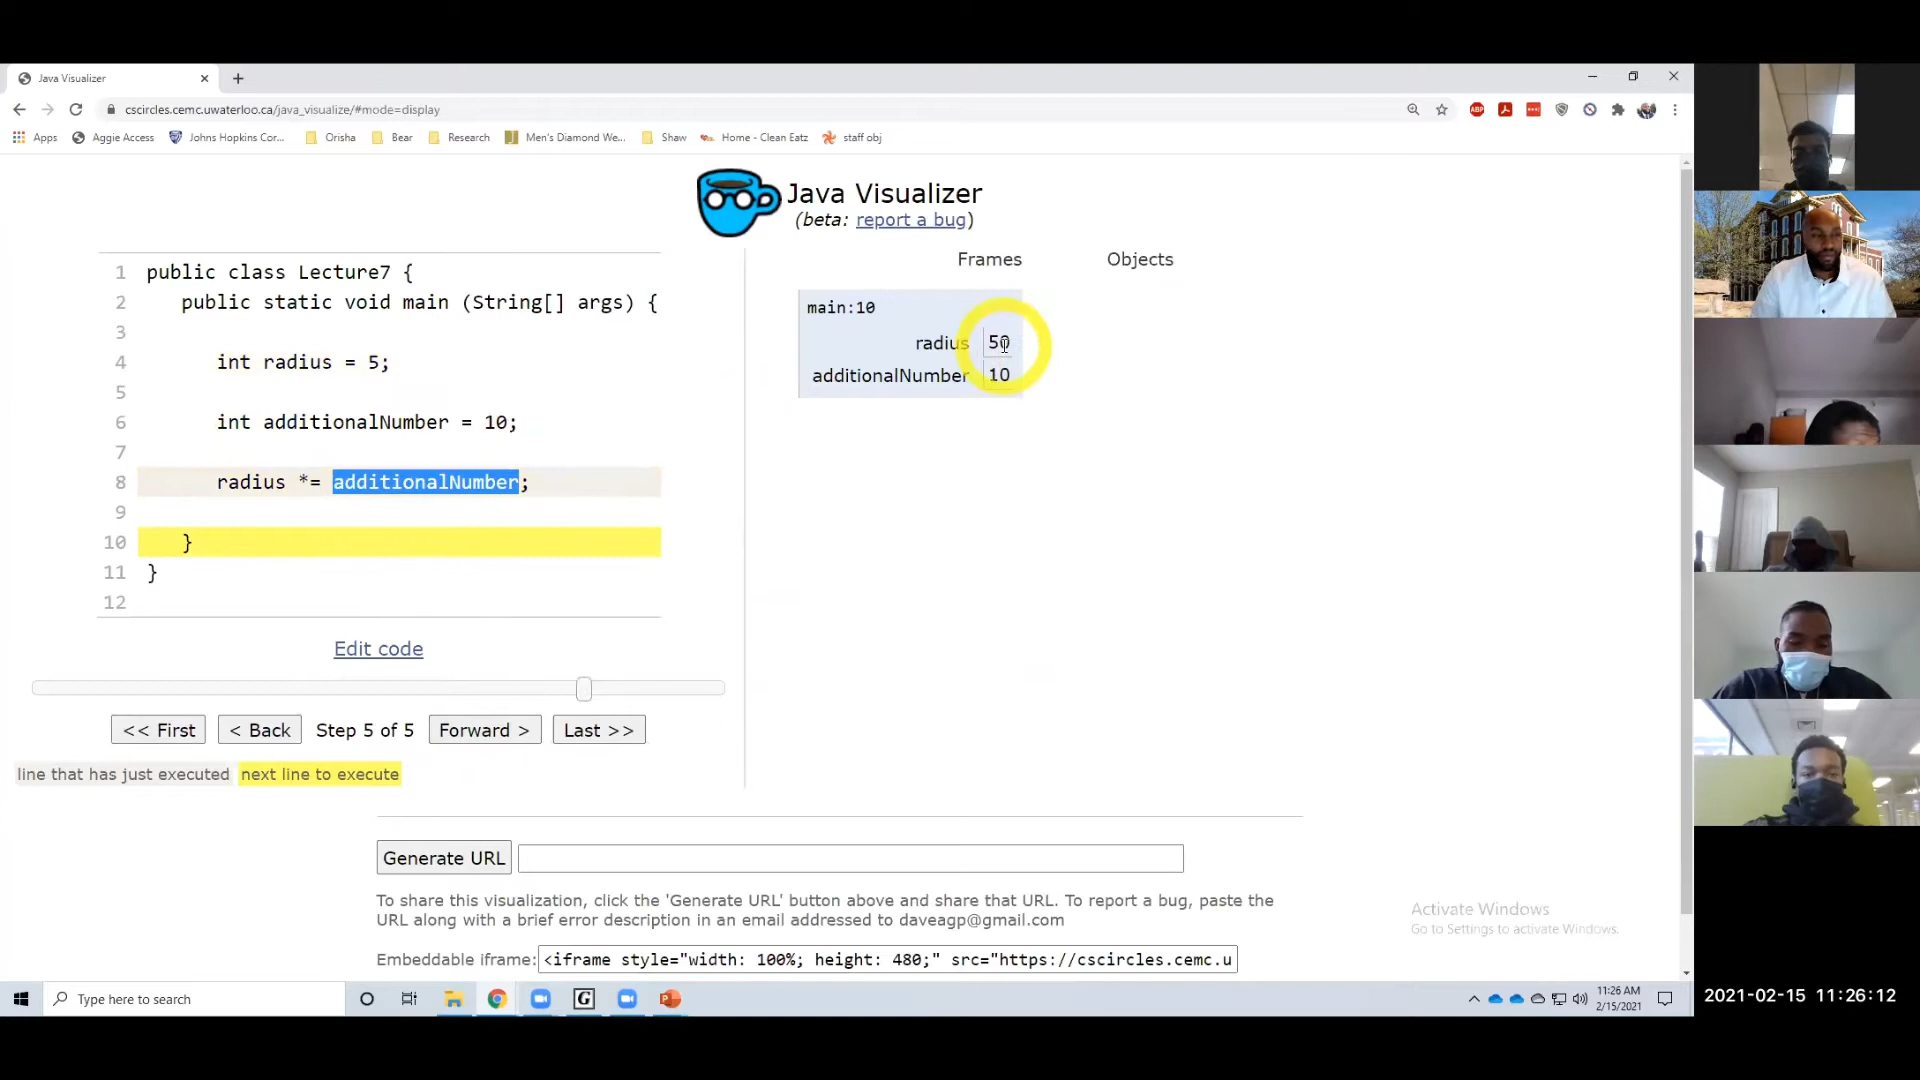 Java Visualizer
cscircles.cemc.uwaterloo.ca/java_visualize/#mode=display
ABP
Apps Aggie Access Johns Hopkins Cor... Orisha Bear Research Men's Diamond We... Shaw Home - Clean Eatz staff obj
Java Visualizer
(beta: report a bug)
Frames Objects
1 public class Lecture7 {
2 public static void main (String[] args) {
3
4 int radius = 5;
5
6 int additionalNumber = 10;
7
8 radius *= additionalNumber;
9
10 }
11 }
12
main:10
radius 50
additionalNumber 10
Edit code
<< First < Back Step 5 of 5 Forward > Last >>
line that has just executed next line to execute
Generate URL
To share this visualization, click the 'Generate URL' button above and share that URL. To report a bug, paste the
URL along with a brief error description in an email addressed to daveagp@gmail.com
Embeddable iframe: <iframe style="width: 100%; height: 480;" src="https://cscircles.cemc.u
Activate Windows
Go to Settings to activate Windows.
Type here to search
G
11:26 AM
2/15/2021
2021-02-15 11:26:12